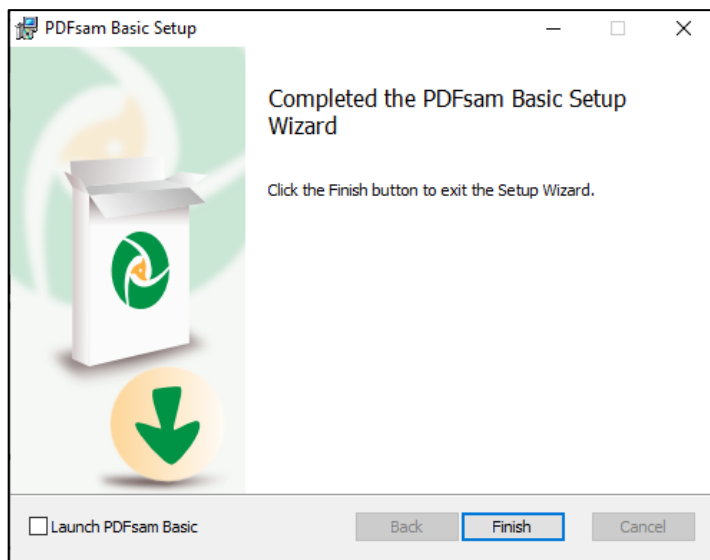 PDFsam Basic Setup
Completed the PDFsam Basic Setup
Wizard
Click the Finish button to exit the Setup Wizard.
Launch PDFsam Basic
Back
Finish
Cancel